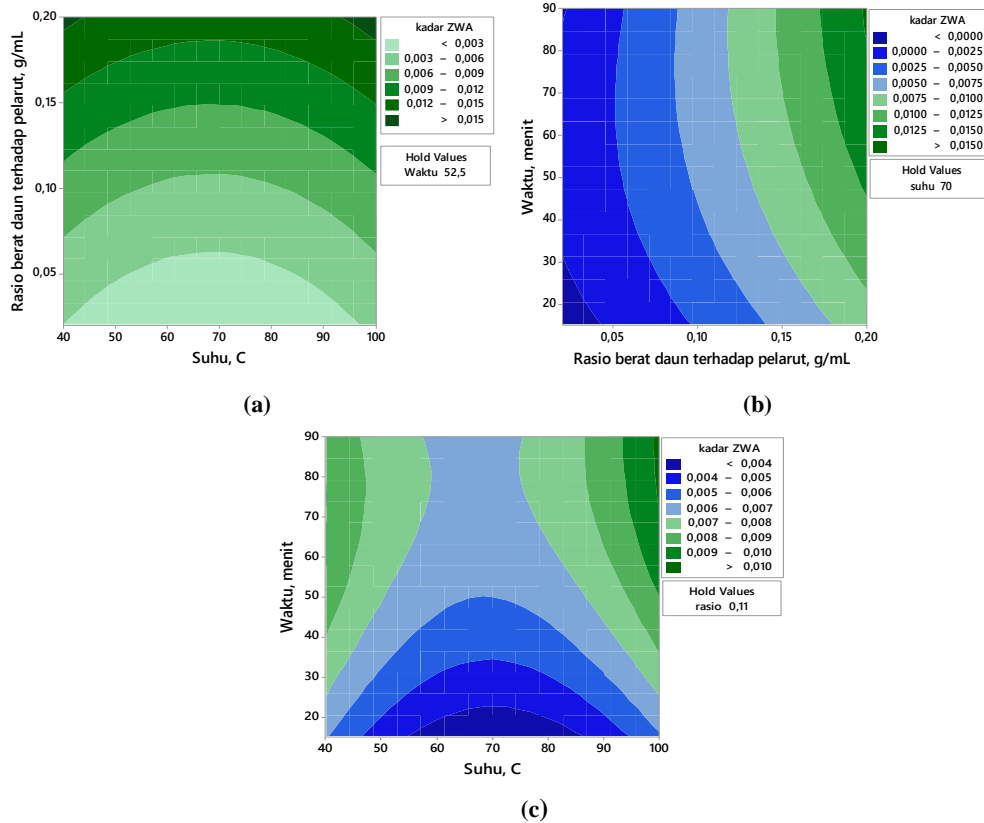 0,20
0,15
0,10
0,05
Rasio berat daun terhadap pelarut, g/mL
40 50 60 70 80 90 100
Suhu, C
kadar ZWA
< 0,003
0,003 – 0,006
0,006 – 0,009
0,009 – 0,012
0,012 – 0,015
> 0,015
Hold Values
Waktu 52,5
(a)
90
80
70
60
50
40
30
20
Waktu, menit
0,05 0,10 0,15 0,20
Rasio berat daun terhadap pelarut, g/mL
kadar ZWA
< 0,0000
0,0000 – 0,0025
0,0025 – 0,0050
0,0050 – 0,0075
0,0075 – 0,0100
0,0100 – 0,0125
0,0125 – 0,0150
> 0,0150
Hold Values
suhu 70
(b)
90
80
70
60
50
40
30
20
Waktu, menit
40 50 60 70 80 90 100
Suhu, C
kadar ZWA
< 0,004
0,004 – 0,005
0,005 – 0,006
0,006 – 0,007
0,007 – 0,008
0,008 – 0,009
0,009 – 0,010
> 0,010
Hold Values
rasio 0,11
(c)